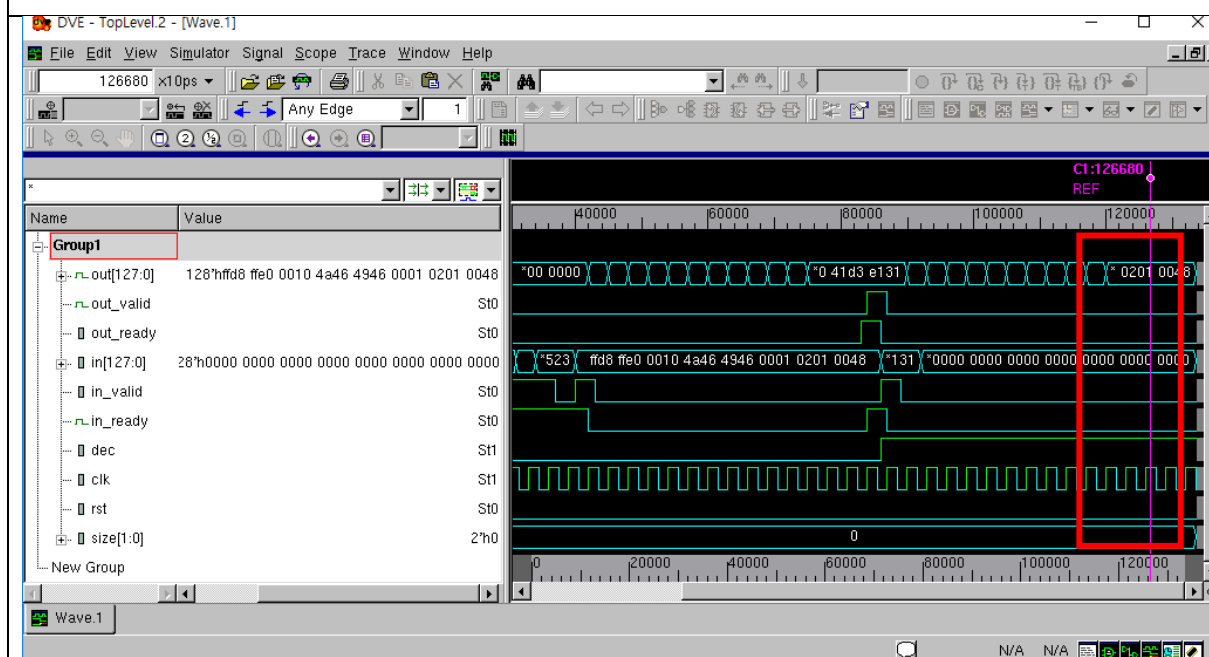 DVE - TopLevel.2 - [Wave.1]
File Edit View Simulator Signal Scope Trace Window Help
126680 x10ps
Any Edge 1
C1:126680
REF
*
Name Value
40000 60000 80000 100000 120000
Group1
out[127:0] 128'hffd8 ffe0 0010 4a46 4946 0001 0201 0048 *00 0000 *0 41d3 e131 * 0201 0048
out_valid St0
out_ready St0
in[127:0] 28'h0000 0000 0000 0000 0000 0000 0000 0000 *523 ffd8 ffe0 0010 4a46 4946 0001 0201 0048 *131 *0000 0000 0000 0000 0000 0000 0000
in_valid St0
in_ready St0
dec St1
clk St1
rst St0
size[1:0] 2'h0 0
New Group
0 20000 40000 60000 80000 100000 120000
Wave.1
N/A N/A